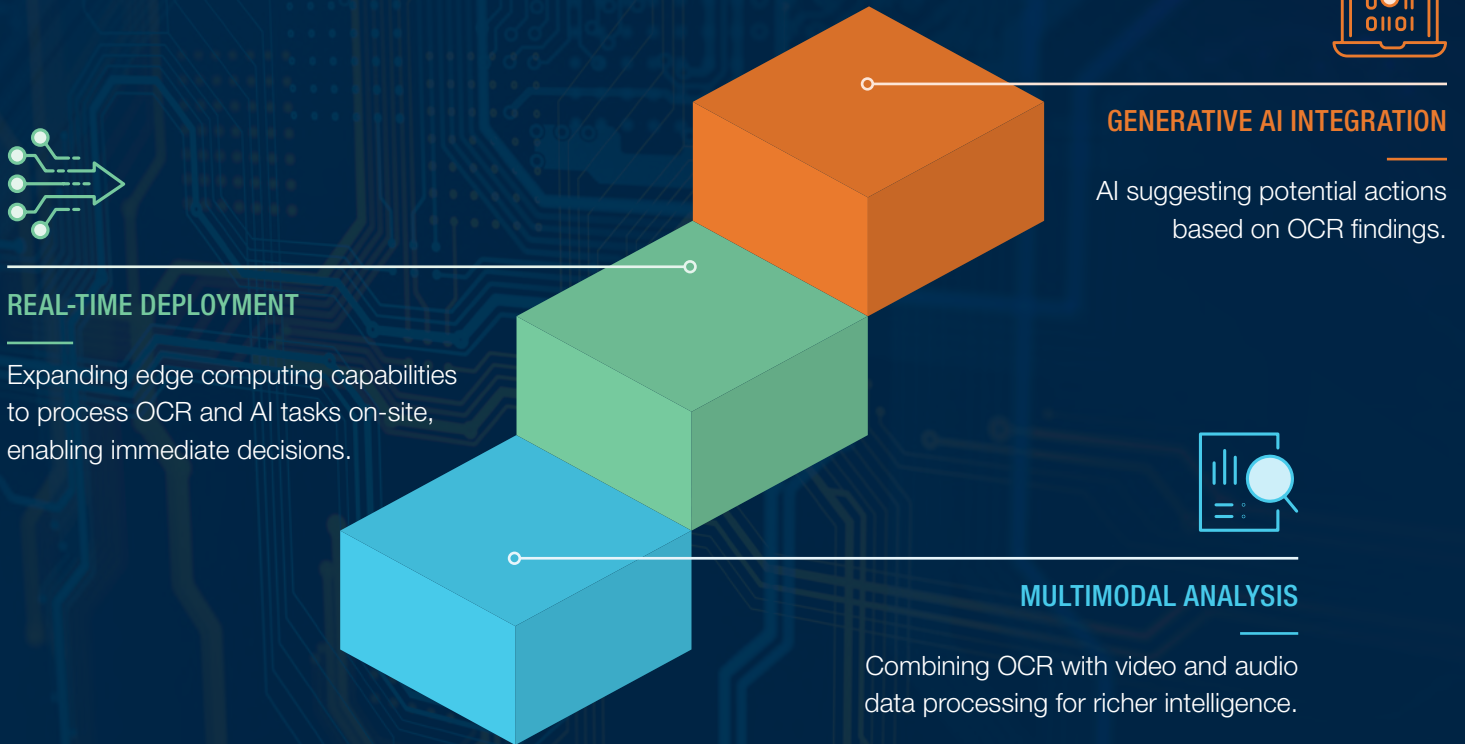 GENERATIVE AI INTEGRATION
AI suggesting potential actions
based on OCR findings.
REAL-TIME DEPLOYMENT
Expanding edge computing capabilities
to process OCR and AI tasks on-site,
enabling immediate decisions.
MULTIMODAL ANALYSIS
Combining OCR with video and audio
data processing for richer intelligence.